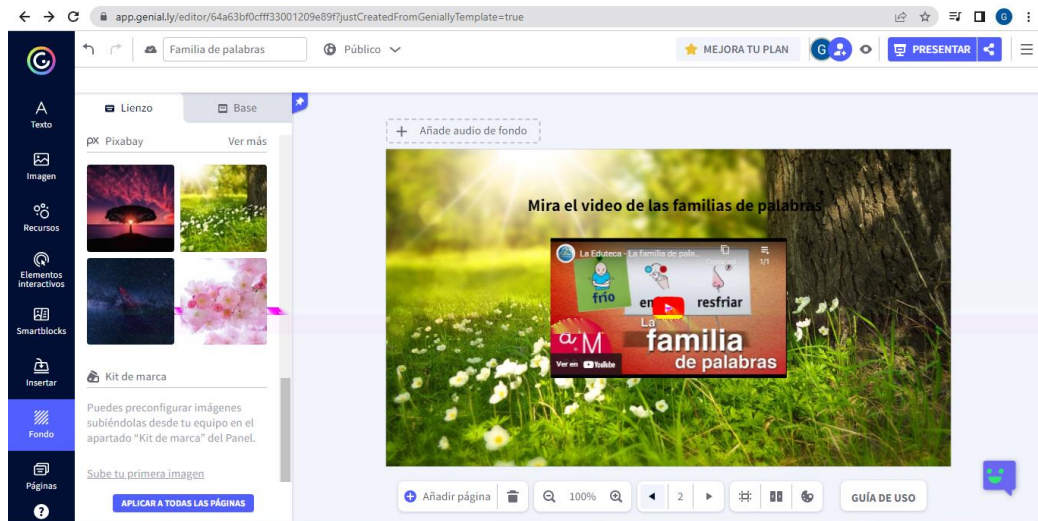 app.genial.ly/editor/64a63bf0cfff33001209e89f?justCreatedFromGeniallyTemplate=true
G
Familia de palabras
Público
MEJORA TU PLAN
G
PRESENTAR
Texto
Imagen
Recursos
Elementos
interactivos
Smartblocks
Insertar
Fondo
Páginas
?
Lienzo
Base
px Pixabay
Ver más
Kit de marca
Puedes preconfigurar imágenes
subiéndolas desde tu equipo en el
apartado “Kit de marca” del Panel.
Sube tu primera imagen
APLICAR A TODAS LAS PÁGINAS
+ Añade audio de fondo
Mira el video de las familias de palabras
La Eduteca - La familia de pala...
1/1
frío
resfriar
La
familia
de palabras
Ver en YouTube
Añadir página
100%
2
GUÍA DE USO